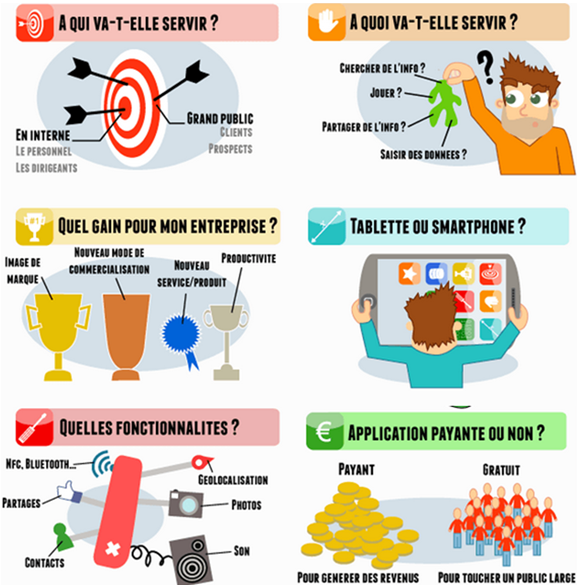 A QUI VA-T-ELLE SERVIR ?
EN INTERNE
LE PERSONNEL
LES DIRIGEANTS
GRAND PUBLIC
CLIENTS
PROSPECTS
A QUOI VA-T-ELLE SERVIR ?
CHERCHER DE L'INFO ?
JOUER ?
PARTAGER DE L'INFO ?
SAISIR DES DONNEES ?
?
QUEL GAIN POUR MON ENTREPRISE ?
IMAGE DE
MARQUE
NOUVEAU MODE DE
COMMERCIALISATION
NOUVEAU
SERVICE/PRODUIT
PRODUCTIVITE
#1
TABLETTE OU SMARTPHONE ?
QUELLES FONCTIONNALITES ?
NFC, BLUETOOTH...
PARTAGES
CONTACTS
GEOLOCALISATION
PHOTOS
SON
€
APPLICATION PAYANTE OU NON ?
PAYANT
POUR GENERER DES REVENUS
GRATUIT
POUR TOUCHER UN PUBLIC LARGE